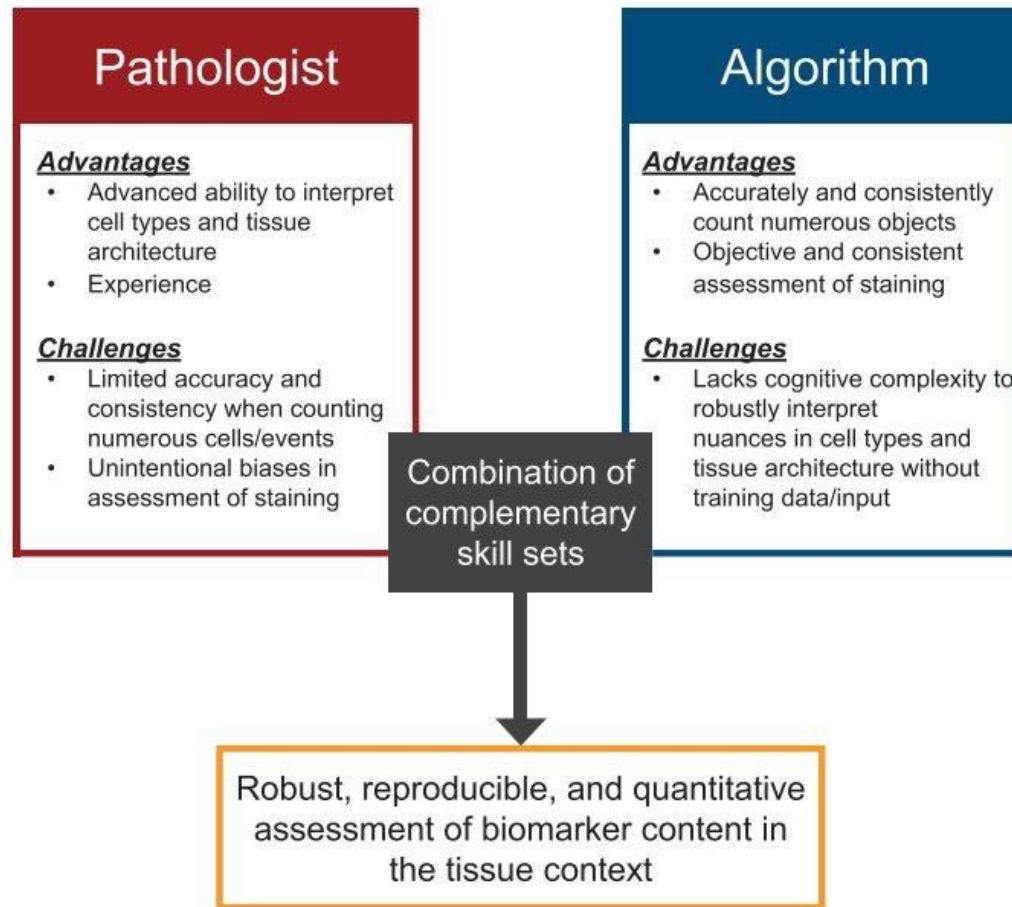 Pathologist
Advantages
• Advanced ability to interpret
cell types and tissue
architecture
• Experience
Challenges
• Limited accuracy and
consistency when counting
numerous cells/events
• Unintentional biases in
assessment of staining
Algorithm
Advantages
• Accurately and consistently
count numerous objects
• Objective and consistent
assessment of staining
Challenges
• Lacks cognitive complexity to
robustly interpret
nuances in cell types and
tissue architecture without
training data/input
Combination of
complementary
skill sets
Robust, reproducible, and quantitative
assessment of biomarker content in
the tissue context